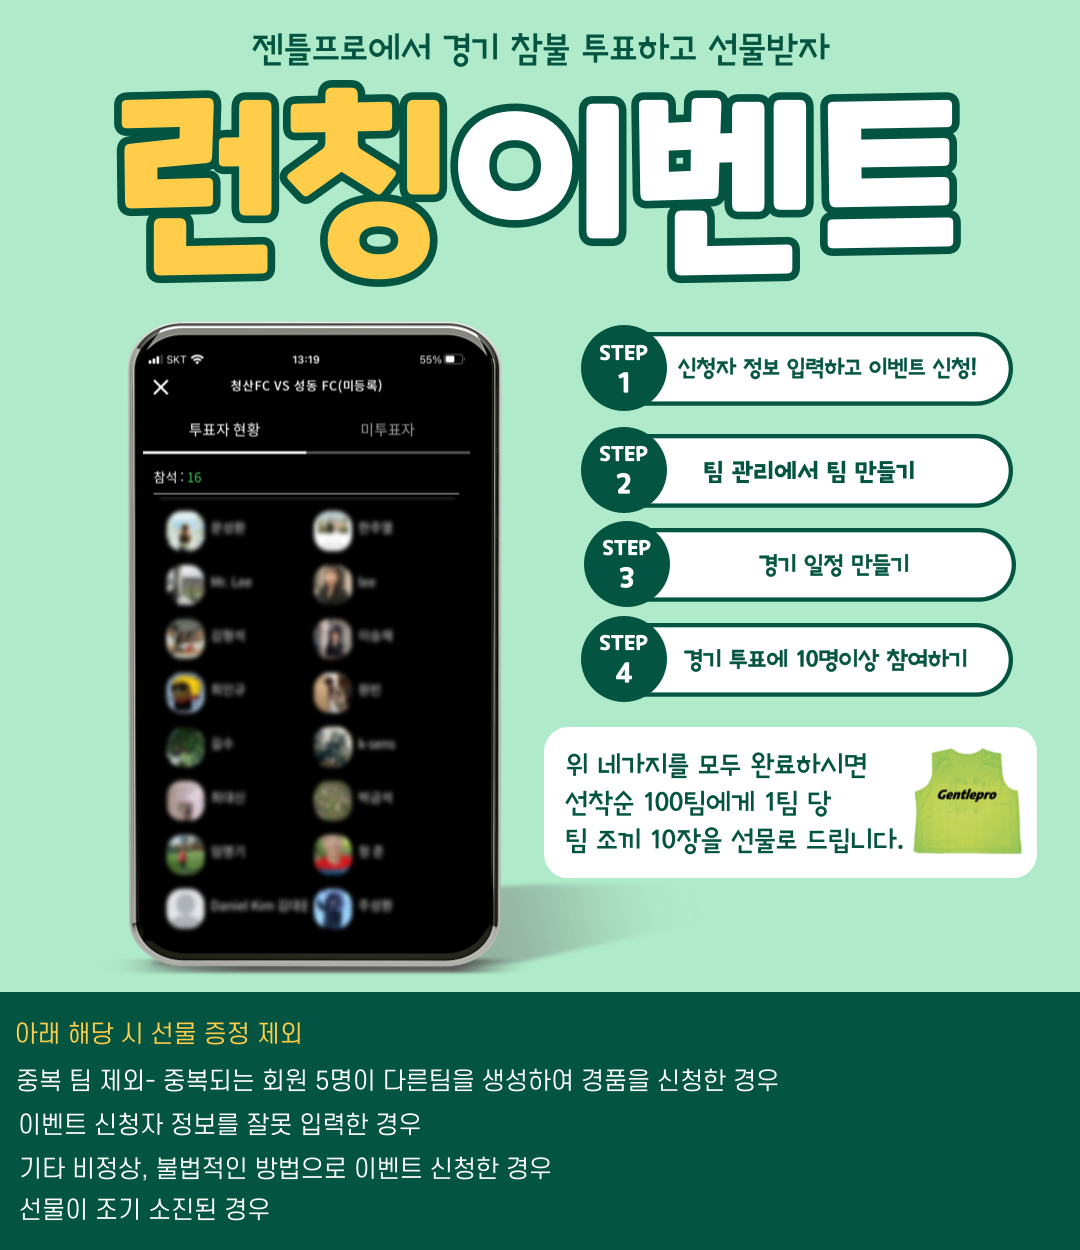 젠틀프로에서 경기 참불 투표하고 선물받자
런칭이벤트
SKT 13:19 55%
청산FC VS 성동 FC(미등록)
투표자 현황 미투표자
참석 : 16
Mr. Lee lee
k-sens
Daniel Kim
STEP 1 신청자 정보 입력하고 이벤트 신청!
STEP 2 팀 관리에서 팀 만들기
STEP 3 경기 일정 만들기
STEP 4 경기 투표에 10명이상 참여하기
위 네가지를 모두 완료하시면
선착순 100팀에게 1팀 당
팀 조끼 10장을 선물로 드립니다.
Gentlepro
아래 해당 시 선물 증정 제외
중복 팀 제외- 중복되는 회원 5명이 다른팀을 생성하여 경품을 신청한 경우
이벤트 신청자 정보를 잘못 입력한 경우
기타 비정상, 불법적인 방법으로 이벤트 신청한 경우
선물이 조기 소진된 경우